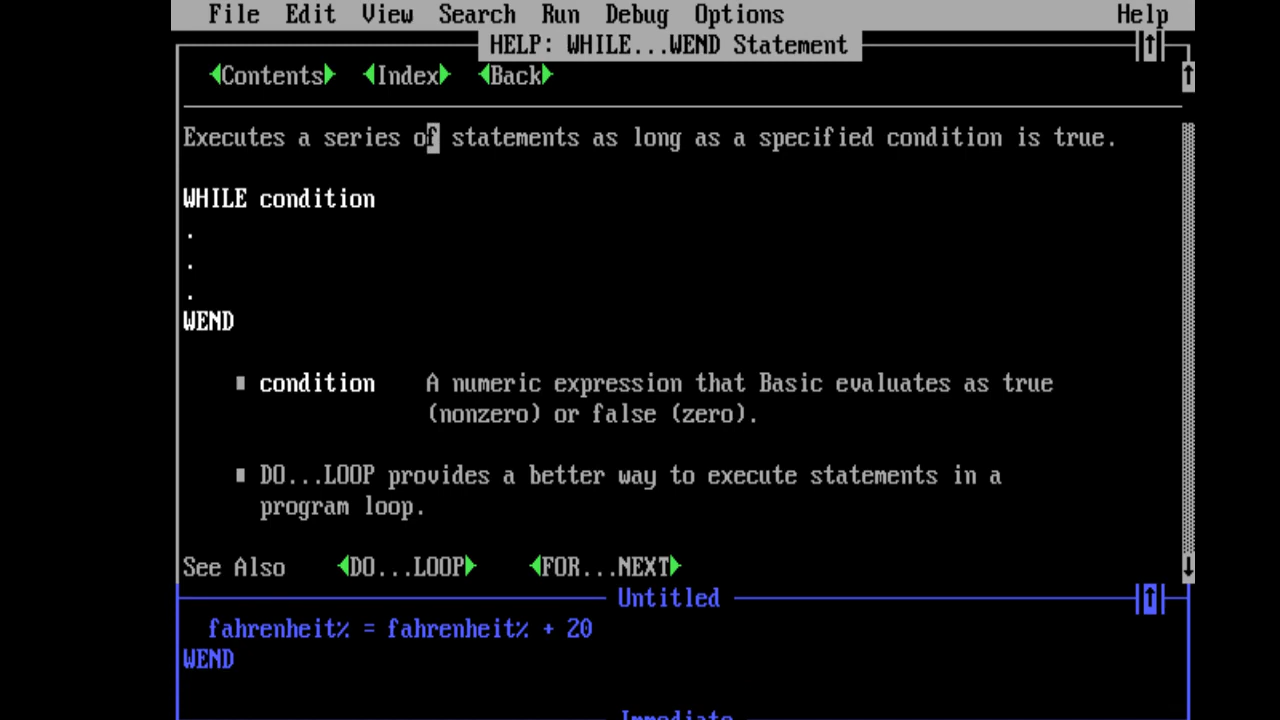 File Edit View Search Run Debug Options Help
HELP: WHILE...WEND Statement
Contents Index Back
Executes a series of statements as long as a specified condition is true.
WHILE condition
.
.
.
WEND
condition A numeric expression that Basic evaluates as true
(nonzero) or false (zero).
DO...LOOP provides a better way to execute statements in a
program loop.
See Also DO...LOOP FOR...NEXT
Untitled
fahrenheit% = fahrenheit% + 20
WEND
Immediate